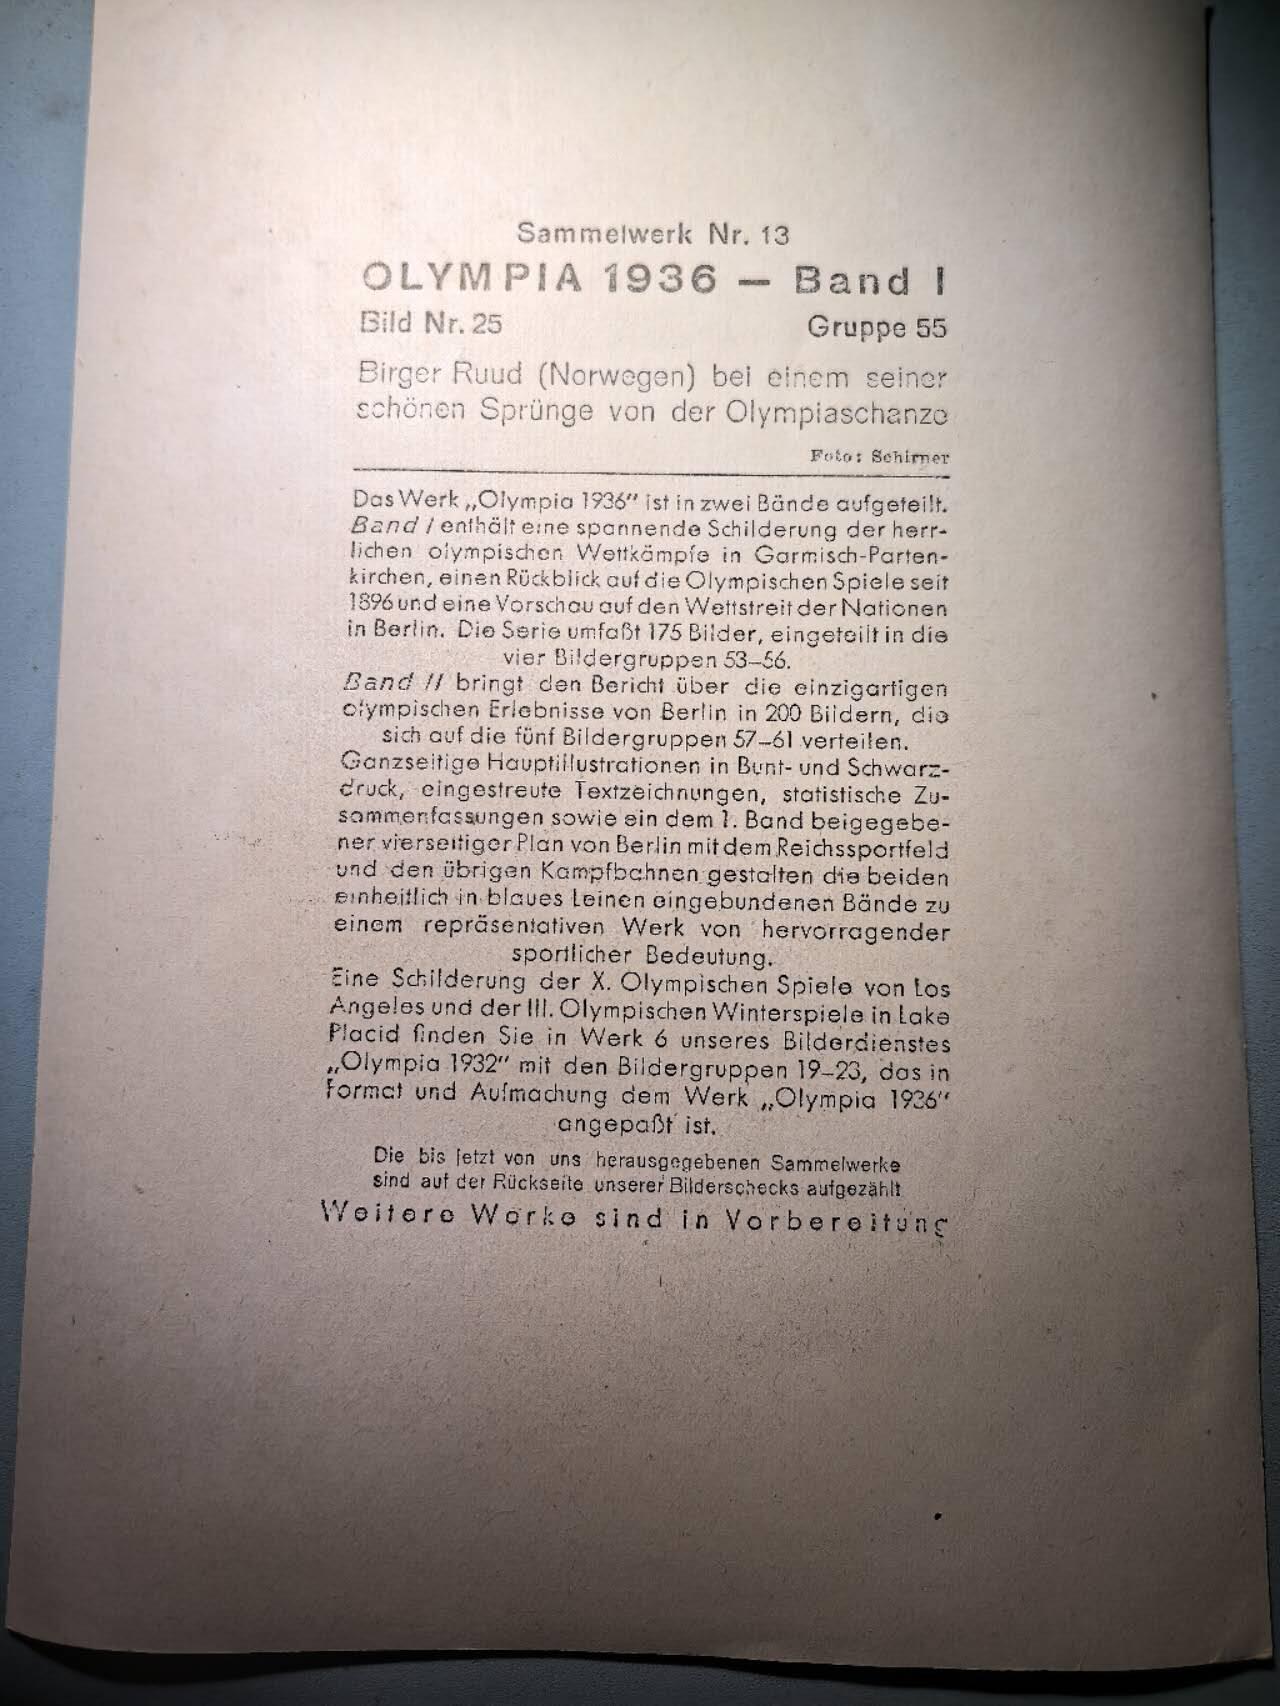 Sammelwerk Nr. 13
OLYMPIA 1936 — Band I
Bild Nr. 25 Gruppe 55
Birger Ruud (Norwegen) bei einem seiner
schönen Sprünge von der Olympiaschanze
Foto: Schirner
Das Werk „Olympia 1936” ist in zwei Bände aufgeteilt.
Band I enthält eine spannende Schilderung der herr-
lichen olympischen Wettkämpfe in Garmisch-Parten-
kirchen, einen Rückblick auf die Olympischen Spiele seit
1896 und eine Vorschau auf den Wettstreit der Nationen
in Berlin. Die Serie umfaßt 175 Bilder, eingeteilt in die
vier Bildergruppen 53–56.
Band II bringt den Bericht über die einzigartigen
olympischen Erlebnisse von Berlin in 200 Bildern, die
sich auf die fünf Bildergruppen 57–61 verteilen.
Ganzseitige Hauptillustrationen in Bunt- und Schwarz-
druck, eingestreute Textzeichnungen, statistische Zu-
sammenfassungen sowie ein dem 1. Band beigegebe-
ner vierseitiger Plan von Berlin mit dem Reichssportfeld
und den übrigen Kampfbahnen gestalten die beiden
einheitlich in blaues Leinen eingebundenen Bände zu
einem repräsentativen Werk von hervorragender
sportlicher Bedeutung.
Eine Schilderung der X. Olympischen Spiele von Los
Angeles und der III. Olympischen Winterspiele in Lake
Placid finden Sie in Werk 6 unseres Bilderdienstes
„Olympia 1932” mit den Bildergruppen 19–23, das in
Format und Aufmachung dem Werk „Olympia 1936”
angepaßt ist.
Die bis jetzt von uns herausgegebenen Sammelwerke
sind auf der Rückseite unserer Bilderschecks aufgezählt
Weitere Werke sind in Vorbereitung